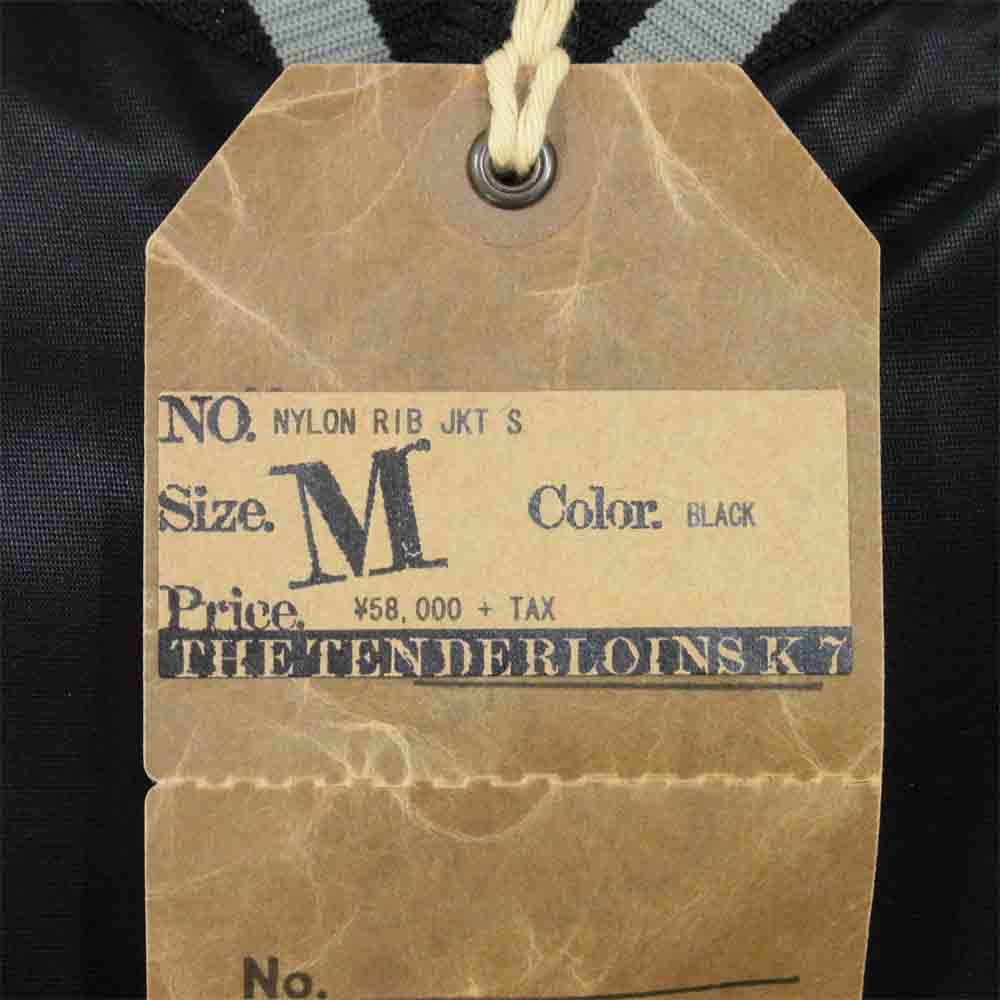 NO. NYLON RIB JKT S
Size. M Color. BLACK
Price. ¥58,000 + TAX
THE TENDERLOINS K 7
No.